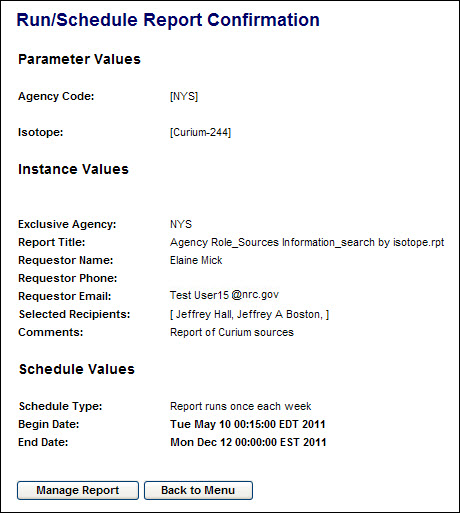 Run/Schedule Report Confirmation
Parameter Values
Agency Code: [NYS]
Isotope: [Curium-244]
Instance Values
Exclusive Agency: NYS
Report Title: Agency Role_Sources Information_search by isotope.rpt
Requestor Name: Elaine Mick
Requestor Phone:
Requestor Email: Test User15 @nrc.gov
Selected Recipients: [ Jeffrey Hall, Jeffrey A Boston, ]
Comments: Report of Curium sources
Schedule Values
Schedule Type: Report runs once each week
Begin Date: Tue May 10 00:15:00 EDT 2011
End Date: Mon Dec 12 00:00:00 EST 2011
Manage Report Back to Menu